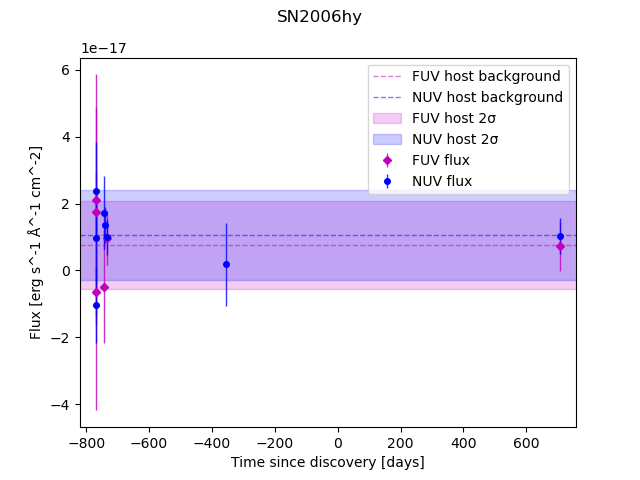 SN2006hy
1e−17
FUV host background
NUV host background
FUV host 2σ
NUV host 2σ
FUV flux
NUV flux
6
4
2
0
−2
−4
Flux [erg s^-1 Å^-1 cm^-2]
−800 −600 −400 −200 0 200 400 600
Time since discovery [days]